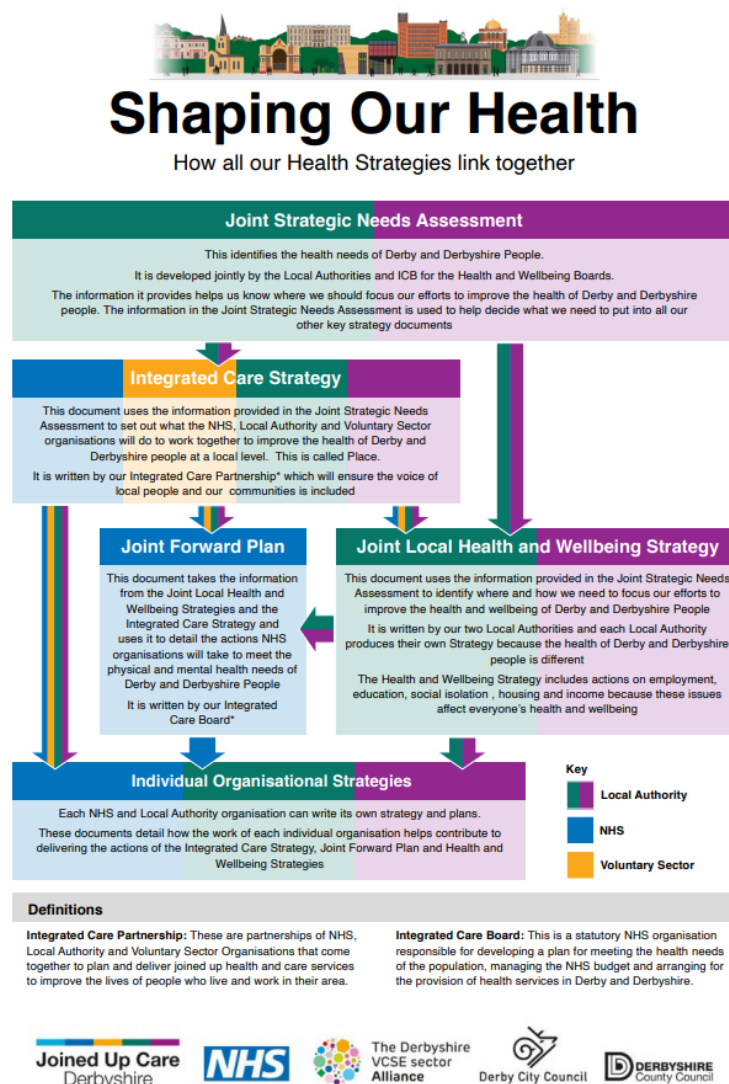 Shaping Our Health
How all our Health Strategies link together
Joint Strategic Needs Assessment
This identifies the health needs of Derby and Derbyshire People.
It is developed jointly by the Local Authorities and ICB for the Health and Wellbeing Boards.
The information it provides helps us know where we should focus our efforts to improve the health of Derby and Derbyshire
people. The information in the Joint Strategic Needs Assessment is used to help decide what we need to put into all our
other key strategy documents
Integrated Care Strategy
This document uses the information provided in the Joint Strategic Needs
Assessment to set out what the NHS, Local Authority and Voluntary Sector
organisations will do to work together to improve the health of Derby and
Derbyshire people at a local level. This is called Place.
It is written by our Integrated Care Partnership* which will ensure the voice of
local people and our communities is included
Joint Forward Plan
This document takes the information
from the Joint Local Health and
Wellbeing Strategies and the
Integrated Care Strategy and
uses it to detail the actions NHS
organisations will take to meet the
physical and mental health needs of
Derby and Derbyshire People
It is written by our Integrated
Care Board*
Joint Local Health and Wellbeing Strategy
This document uses the information provided in the Joint Strategic Needs
Assessment to identify where and how we need to focus our efforts to
improve the health and wellbeing of Derby and Derbyshire People
It is written by our two Local Authorities and each Local Authority
produces their own Strategy because the health of Derby and Derbyshire
people is different
The Health and Wellbeing Strategy includes actions on employment,
education, social isolation , housing and income because these issues
affect everyone's health and wellbeing
Individual Organisational Strategies
Each NHS and Local Authority organisation can write its own strategy and plans.
These documents detail how the work of each individual organisation helps contribute to
delivering the actions of the Integrated Care Strategy, Joint Forward Plan and Health and
Wellbeing Strategies
Key
Local Authority
NHS
Voluntary Sector
Definitions
Integrated Care Partnership: These are partnerships of NHS,
Local Authority and Voluntary Sector Organisations that come
together to plan and deliver joined up health and care services
to improve the lives of people who live and work in their area.
Integrated Care Board: This is a statutory NHS organisation
responsible for developing a plan for meeting the health needs
of the population, managing the NHS budget and arranging for
the provision of health services in Derby and Derbyshire.
Joined Up Care
Derbyshire
NHS
The Derbyshire
VCSE sector
Alliance
Derby City Council
DERBYSHIRE
County Council